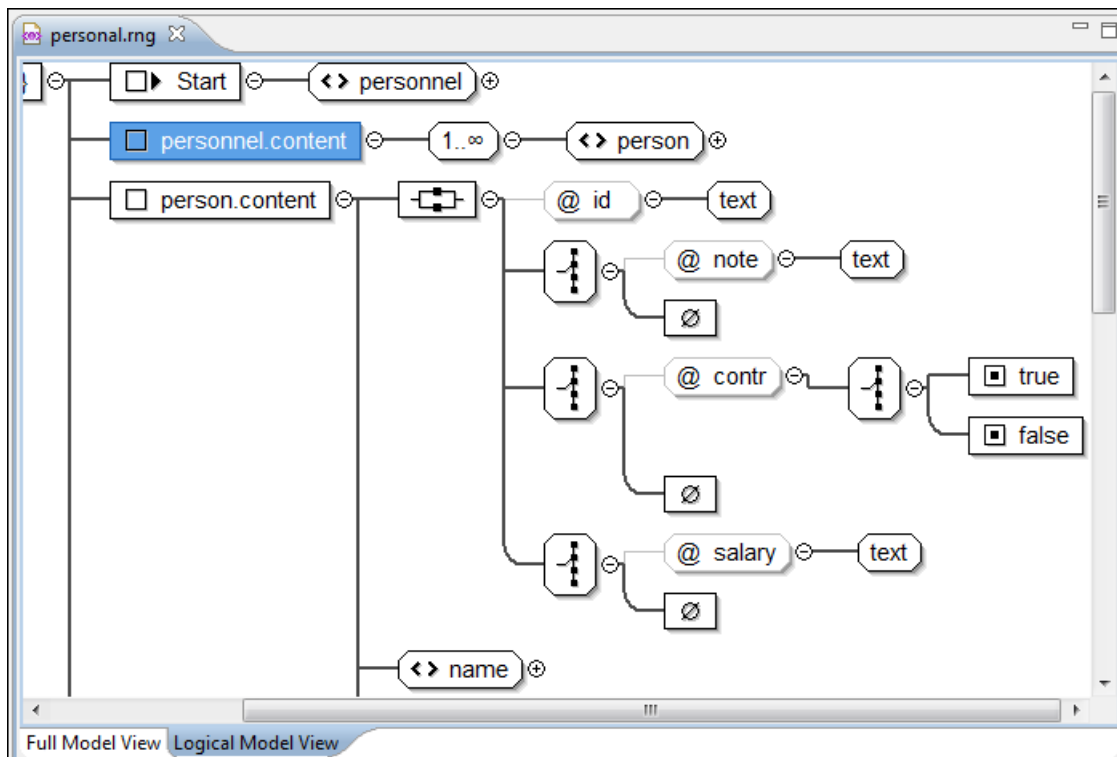 personal.rng
Start personnel
personnel.content 1..∞ person
person.content @ id text
@ note text
∅
@ contr true
false
∅
@ salary text
∅
name
Full Model View Logical Model View